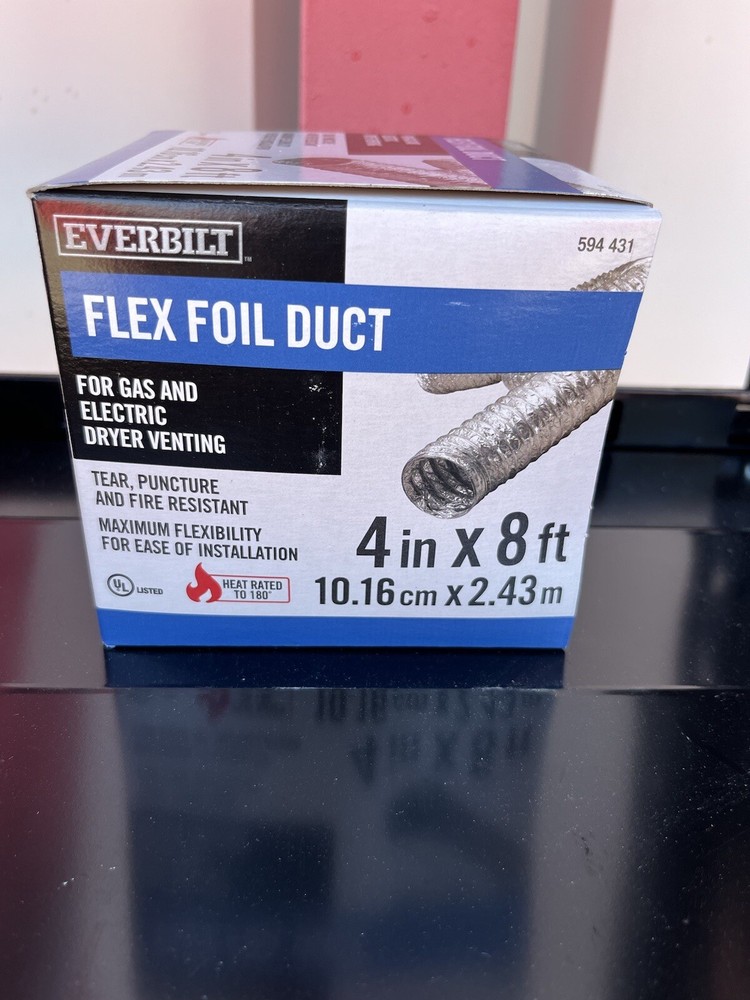 EVERBILT™
594 431
FLEX FOIL DUCT
FOR GAS AND
ELECTRIC
DRYER VENTING
TEAR, PUNCTURE
AND FIRE RESISTANT
MAXIMUM FLEXIBILITY
FOR EASE OF INSTALLATION
UL LISTED
HEAT RATED
TO 180°
4 in X 8 ft
10.16 cm X 2.43 m